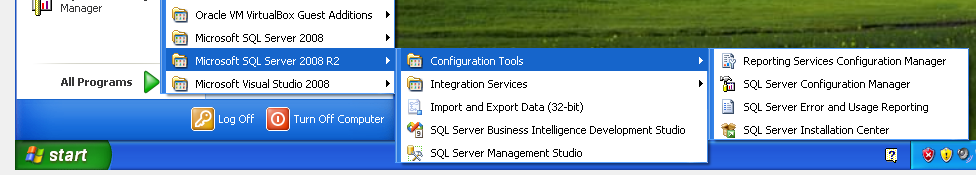 Manager
All Programs
Oracle VM VirtualBox Guest Additions
Microsoft SQL Server 2008
Microsoft SQL Server 2008 R2
Microsoft Visual Studio 2008
Log Off
Turn Off Computer
start
Configuration Tools
Integration Services
Import and Export Data (32-bit)
SQL Server Business Intelligence Development Studio
SQL Server Management Studio
Reporting Services Configuration Manager
SQL Server Configuration Manager
SQL Server Error and Usage Reporting
SQL Server Installation Center